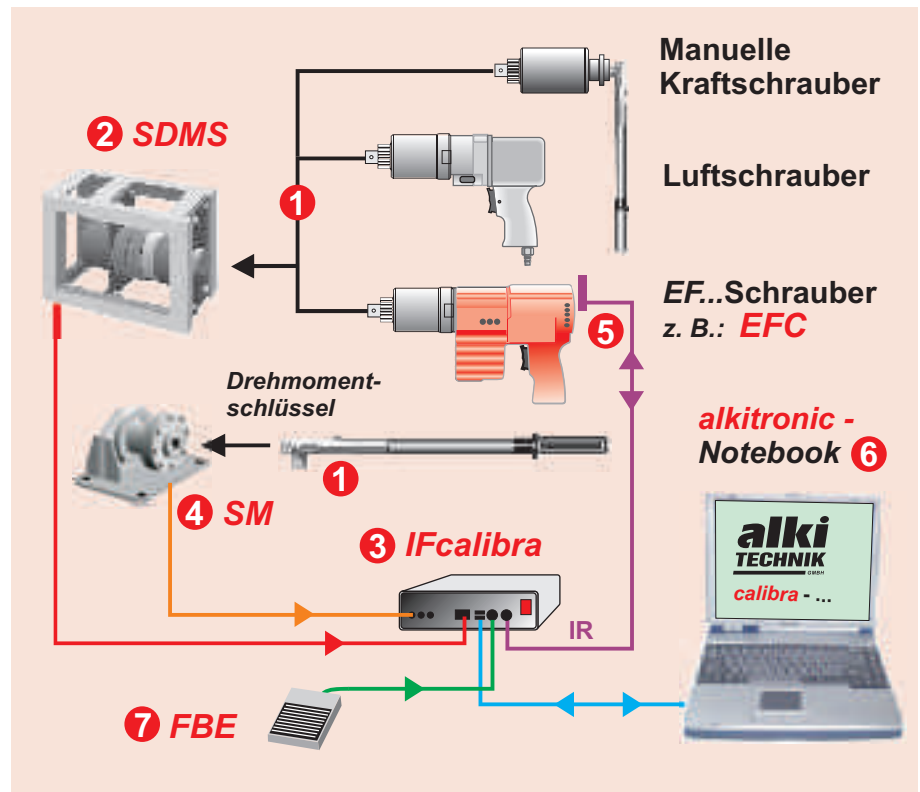 Manuelle
Kraftschrauber
2 SDMS
1
Luftschrauber
EF...Schrauber
z. B.: EFC
5
Drehmoment-
schlüssel
1
alkitronic -
Notebook 6
4 SM
3 IFcalibra
alki
TECHNIK
GMBH
calibra - ...
IR
7 FBE